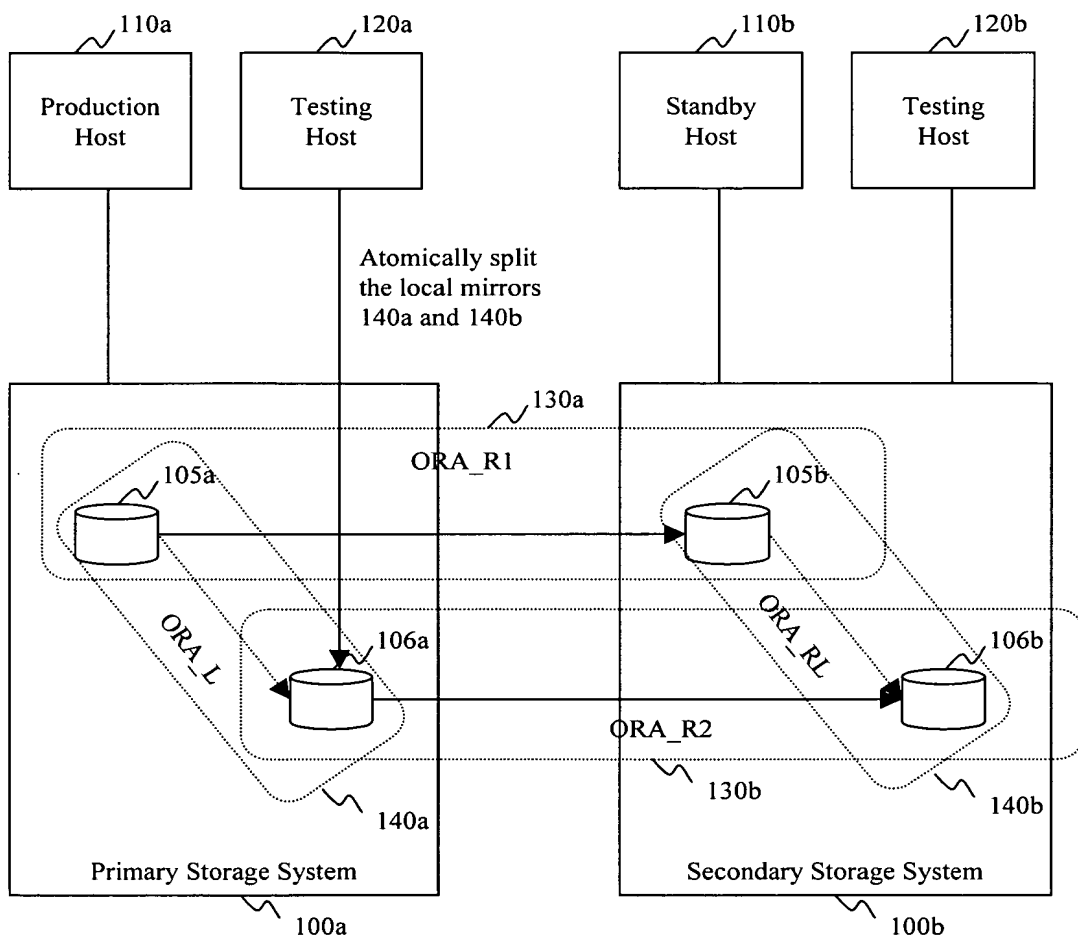 110a
120a
110b
120b
Production
Host
Testing
Host
Standby
Host
Testing
Host
Atomically split
the local mirrors
140a and 140b
130a
ORA_R1
105a
105b
ORA_L
ORA_RL
106a
106b
ORA_R2
130b
140a
140b
Primary Storage System
Secondary Storage System
100a
100b